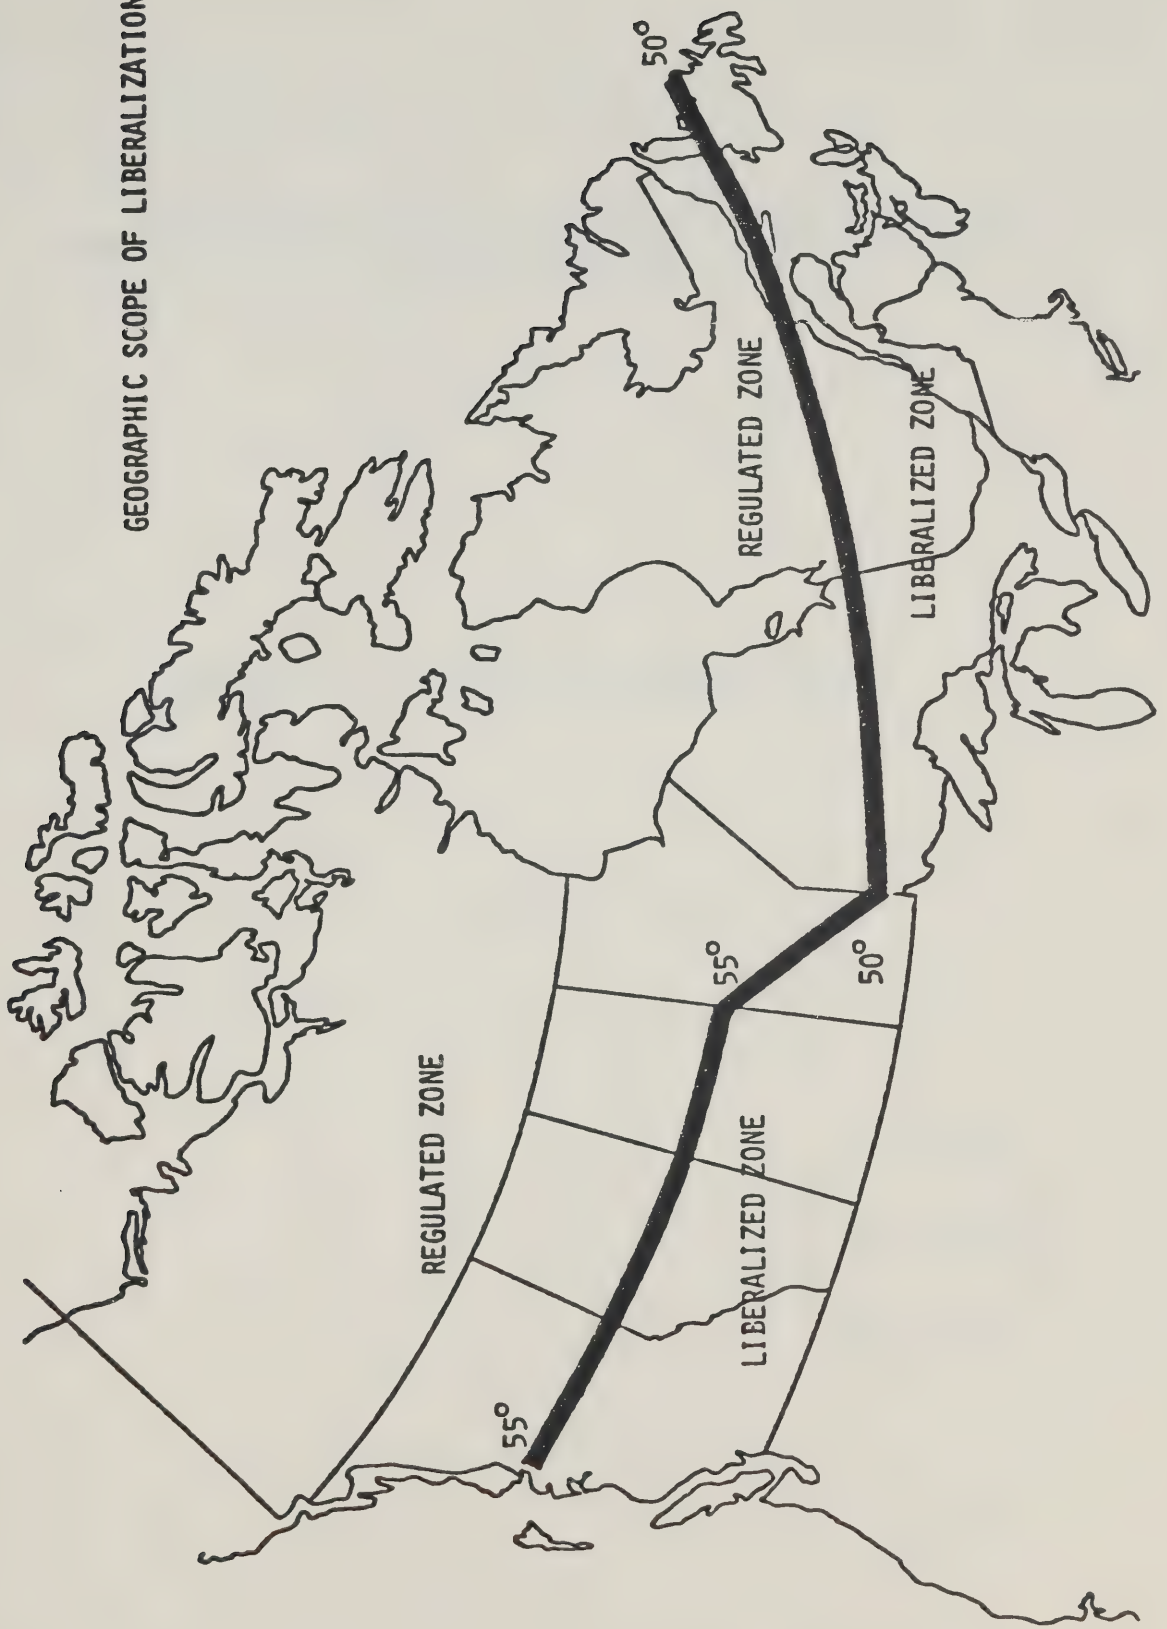 GEOGRAPHIC SCOPE OF LIBERALIZATION
REGULATED ZONE
55°
LIBERALIZED ZONE
55°
50°
REGULATED ZONE
LIBERALIZED ZONE
50°